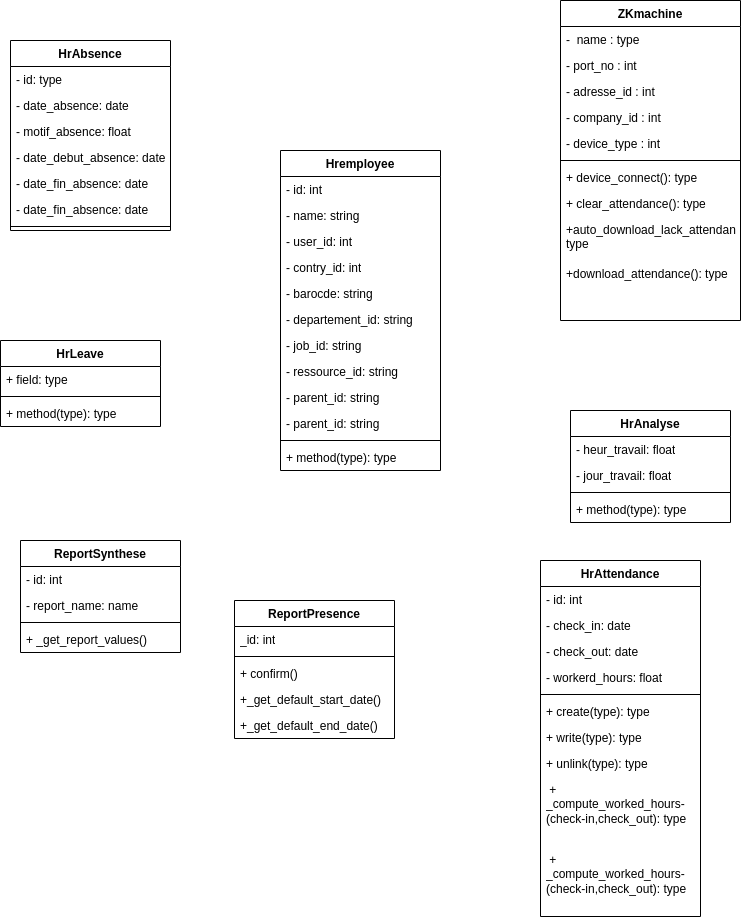 HrAbsence
- id: type
- date_absence: date
- motif_absence: float
- date_debut_absence: date
- date_fin_absence: date
- date_fin_absence: date
ZKmachine
- name : type
- port_no : int
- adresse_id : int
- company_id : int
- device_type : int
+ device_connect(): type
+ clear_attendance(): type
+auto_download_lack_attendan
type
+download_attendance(): type
Hremployee
- id: int
- name: string
- user_id: int
- contry_id: int
- barocde: string
- departement_id: string
- job_id: string
- ressource_id: string
- parent_id: string
- parent_id: string
+ method(type): type
HrLeave
+ field: type
+ method(type): type
HrAnalyse
- heur_travail: float
- jour_travail: float
+ method(type): type
ReportSynthese
- id: int
- report_name: name
+ _get_report_values()
ReportPresence
_id: int
+ confirm()
+_get_default_start_date()
+_get_default_end_date()
HrAttendance
- id: int
- check_in: date
- check_out: date
- workerd_hours: float
+ create(type): type
+ write(type): type
+ unlink(type): type
+
_compute_worked_hours-
(check-in,check_out): type
+
_compute_worked_hours-
(check-in,check_out): type